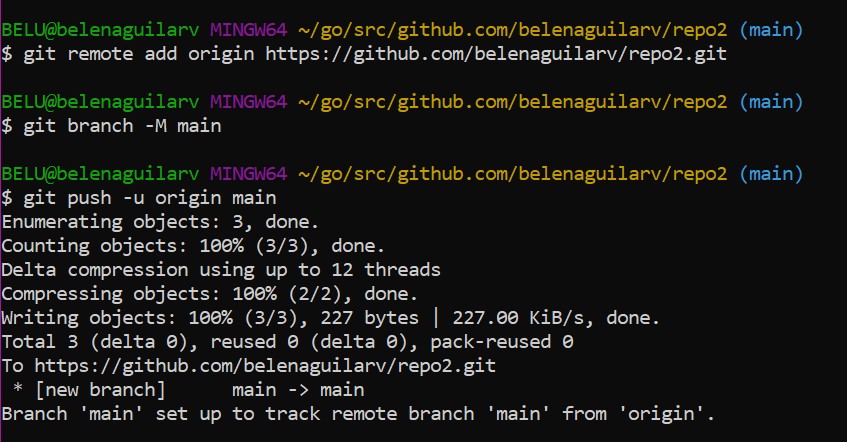 BELU@belenaguilarv MINGW64 ~/go/src/github.com/belenaguilarv/repo2 (main)
$ git remote add origin https://github.com/belenaguilarv/repo2.git
BELU@belenaguilarv MINGW64 ~/go/src/github.com/belenaguilarv/repo2 (main)
$ git branch -M main
BELU@belenaguilarv MINGW64 ~/go/src/github.com/belenaguilarv/repo2 (main)
$ git push -u origin main
Enumerating objects: 3, done.
Counting objects: 100% (3/3), done.
Delta compression using up to 12 threads
Compressing objects: 100% (2/2), done.
Writing objects: 100% (3/3), 227 bytes | 227.00 KiB/s, done.
Total 3 (delta 0), reused 0 (delta 0), pack-reused 0
To https://github.com/belenaguilarv/repo2.git
 * [new branch]      main -> main
Branch 'main' set up to track remote branch 'main' from 'origin'.